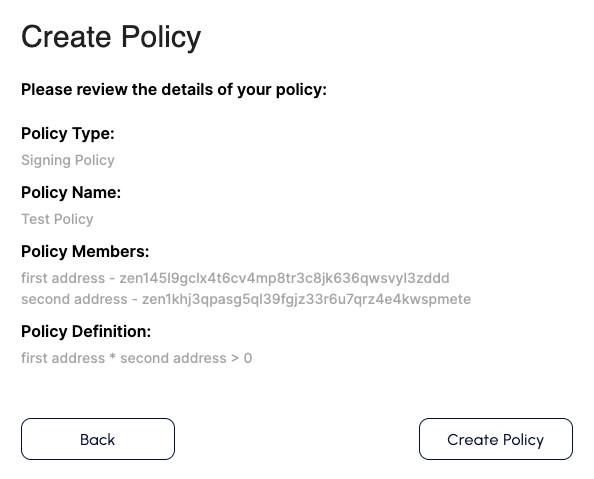 Create Policy
Please review the details of your policy:
Policy Type:
Signing Policy
Policy Name:
Test Policy
Policy Members:
first address - zen145l9gclx4t6cv4mp8tr3c8jk636qwsvyl3zddd
second address - zen1khj3qpasg5ql39fgjz33r6u7qrz4e4kwspmete
Policy Definition:
first address * second address > 0
Back
Create Policy